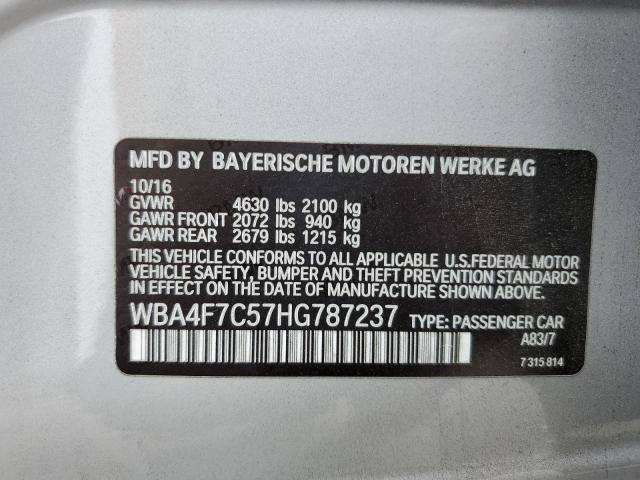 MFD BY BAYERISCHE MOTOREN WERKE AG
10/16
GVWR 4630 lbs 2100 kg
GAWR FRONT 2072 lbs 940 kg
GAWR REAR 2679 lbs 1215 kg
THIS VEHICLE CONFORMS TO ALL APPLICABLE U.S.FEDERAL MOTOR
VEHICLE SAFETY, BUMPER AND THEFT PREVENTION STANDARDS
IN EFFECT ON THE DATE OF MANUFACTURE SHOWN ABOVE.
WBA4F7C57HG787237 TYPE: PASSENGER CAR
A83/7
7 315 814